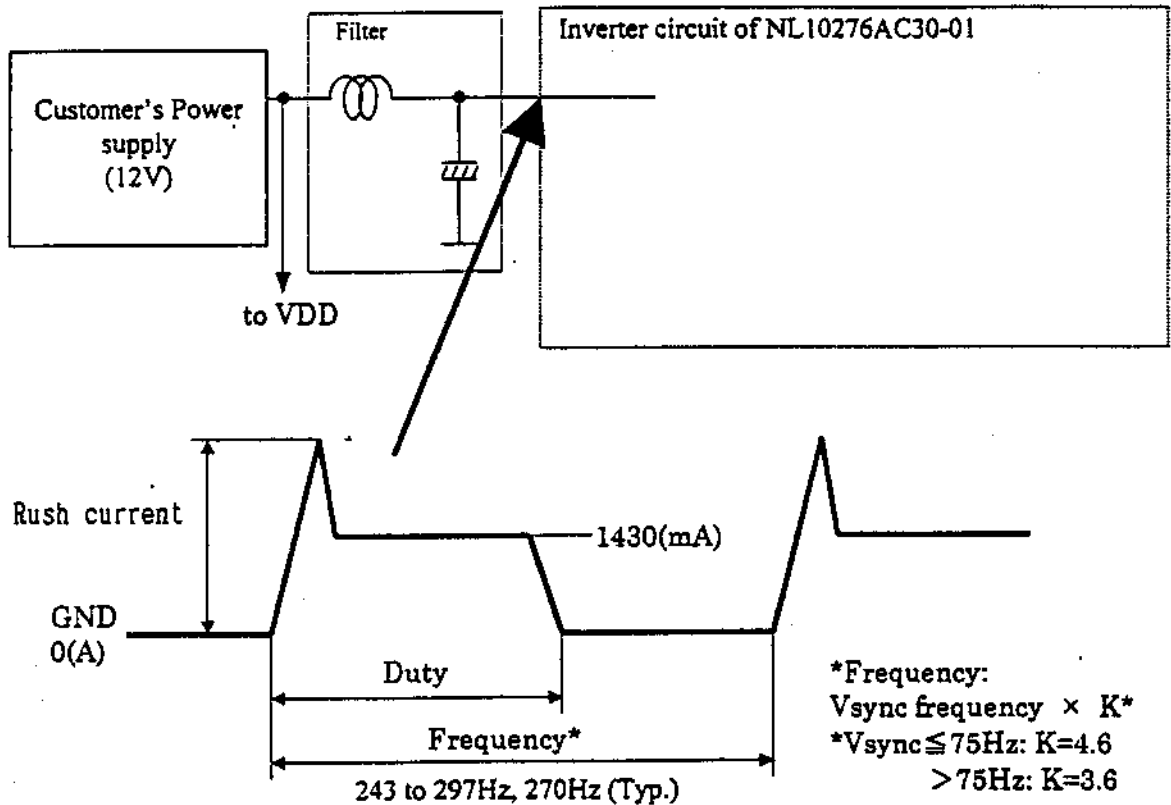 Filter
Inverter circuit of NL10276AC30-01
Customer's Power
supply
(12V)
to VDD
Rush current
1430(mA)
GND
0(A)
Duty
Frequency*
243 to 297Hz, 270Hz (Typ.)
*Frequency:
Vsync frequency × K*
*Vsync≦75Hz: K=4.6
>75Hz: K=3.6